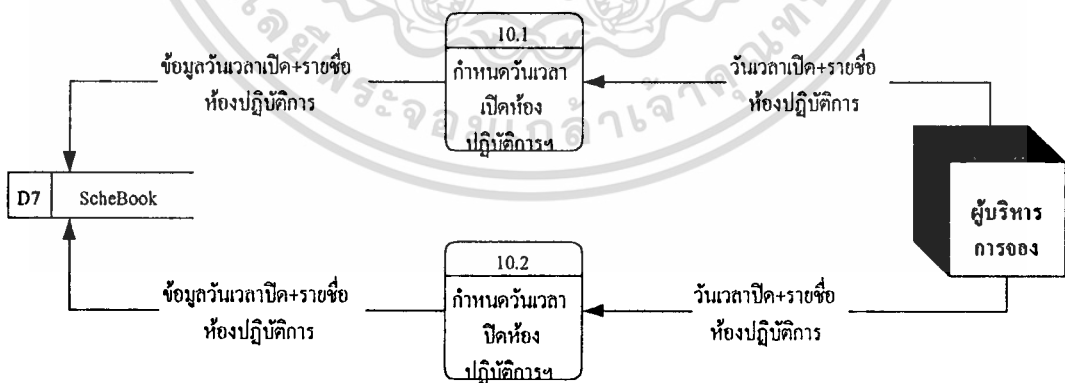 10.1
กำหนดวันเวลา
เปิดห้อง
ปฏิบัติการฯ
ข้อมูลวันเวลาเปิด+รายชื่อ
ห้องปฏิบัติการ
วันเวลาเปิด+รายชื่อ
ห้องปฏิบัติการ
D7 ScheBook
ผู้บริหาร
การจอง
10.2
กำหนดวันเวลา
ปิดห้อง
ปฏิบัติการฯ
ข้อมูลวันเวลาปิด+รายชื่อ
ห้องปฏิบัติการ
วันเวลาปิด+รายชื่อ
ห้องปฏิบัติการ